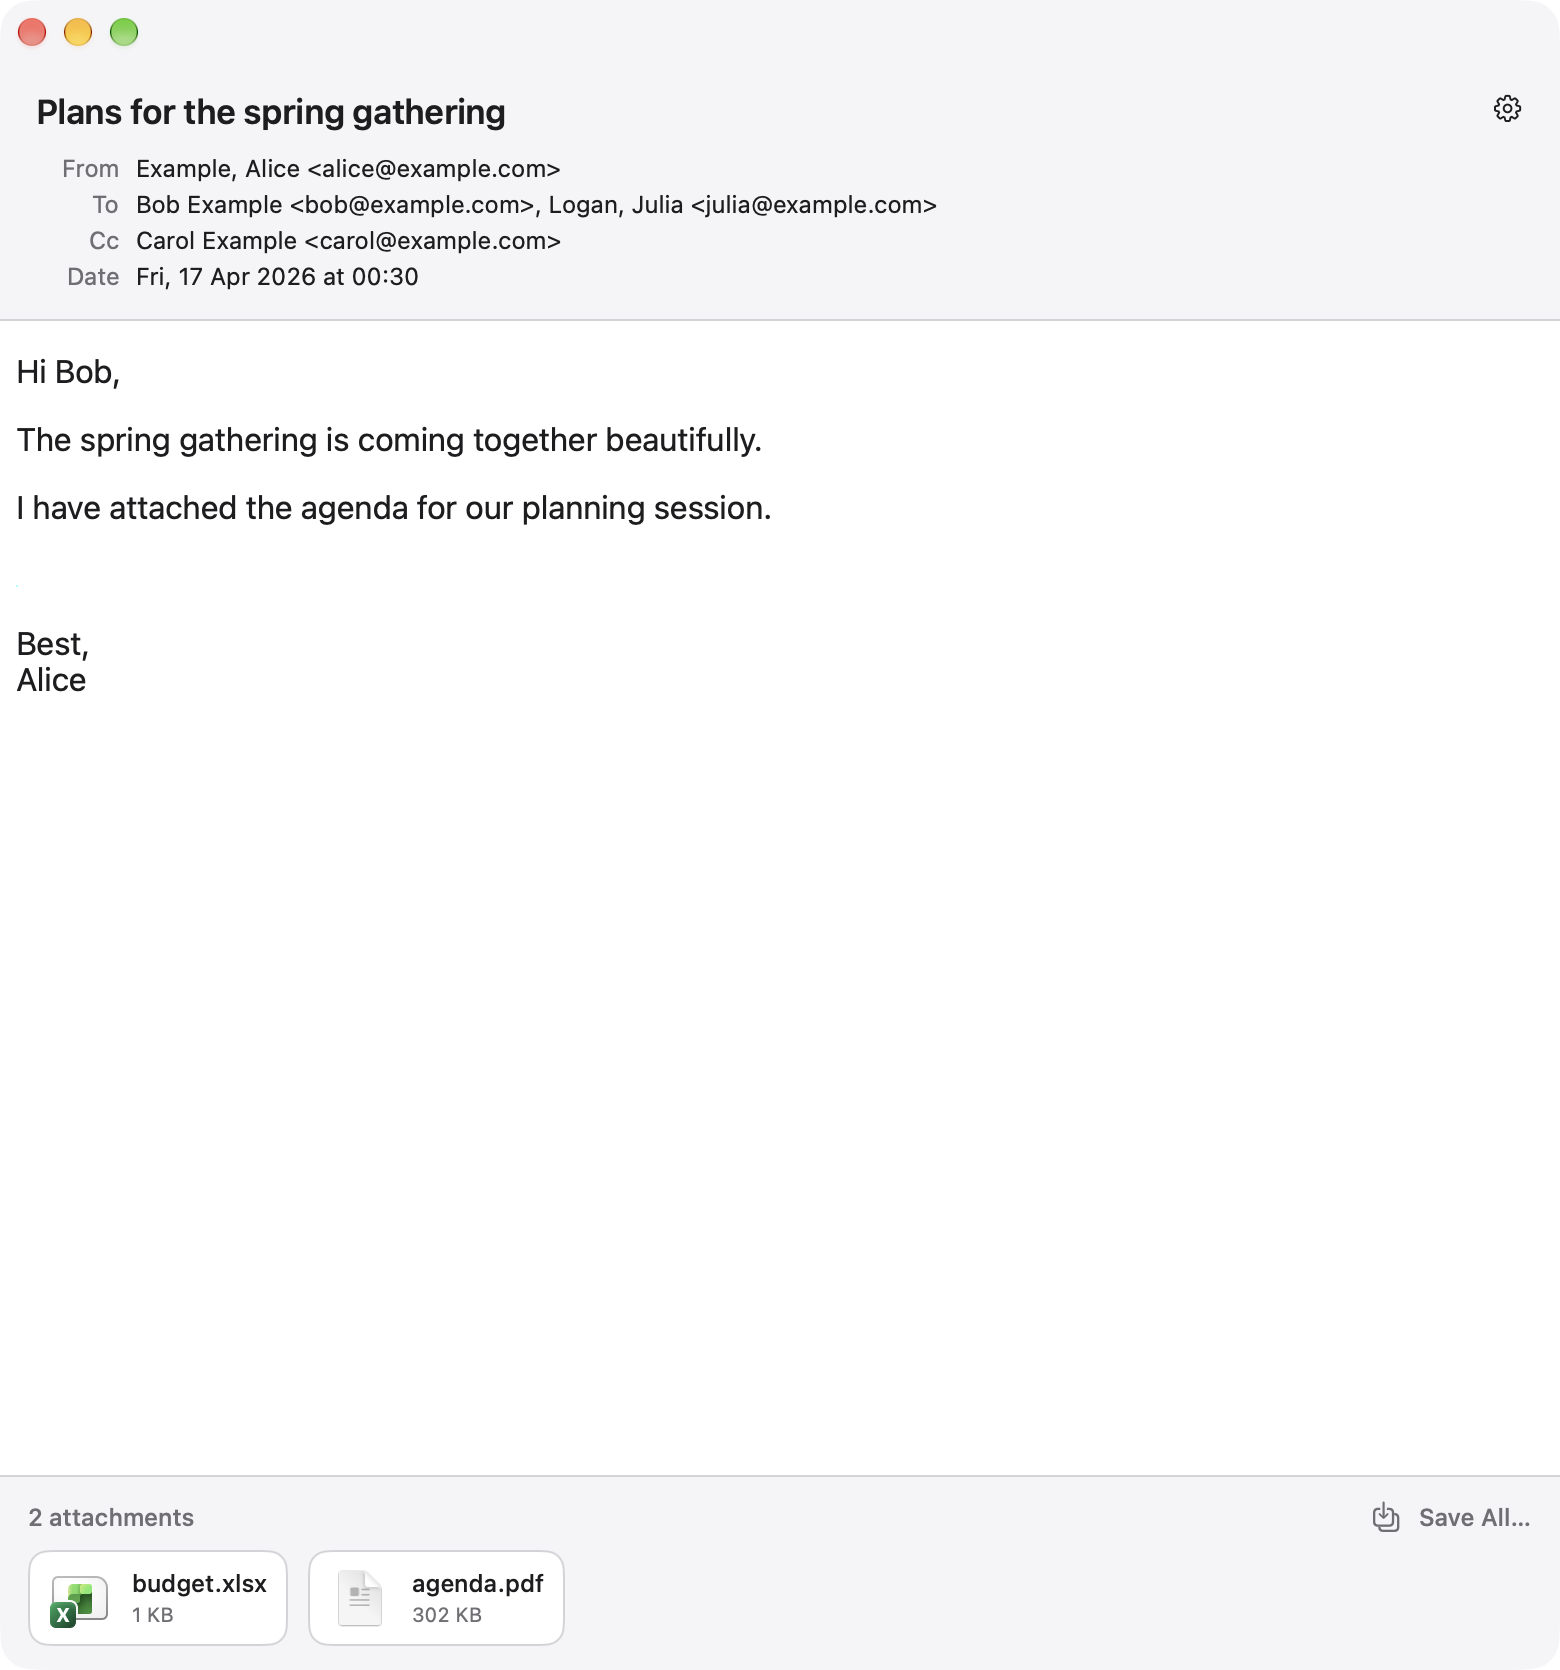 Plans for the spring gathering
From Example, Alice <alice@example.com>
To Bob Example <bob@example.com>, Logan, Julia <julia@example.com>
Cc Carol Example <carol@example.com>
Date Fri, 17 Apr 2026 at 00:30
Hi Bob,
The spring gathering is coming together beautifully.
I have attached the agenda for our planning session.
Best,
Alice
2 attachments
Save All...
X
budget.xlsx
1 KB
agenda.pdf
302 KB